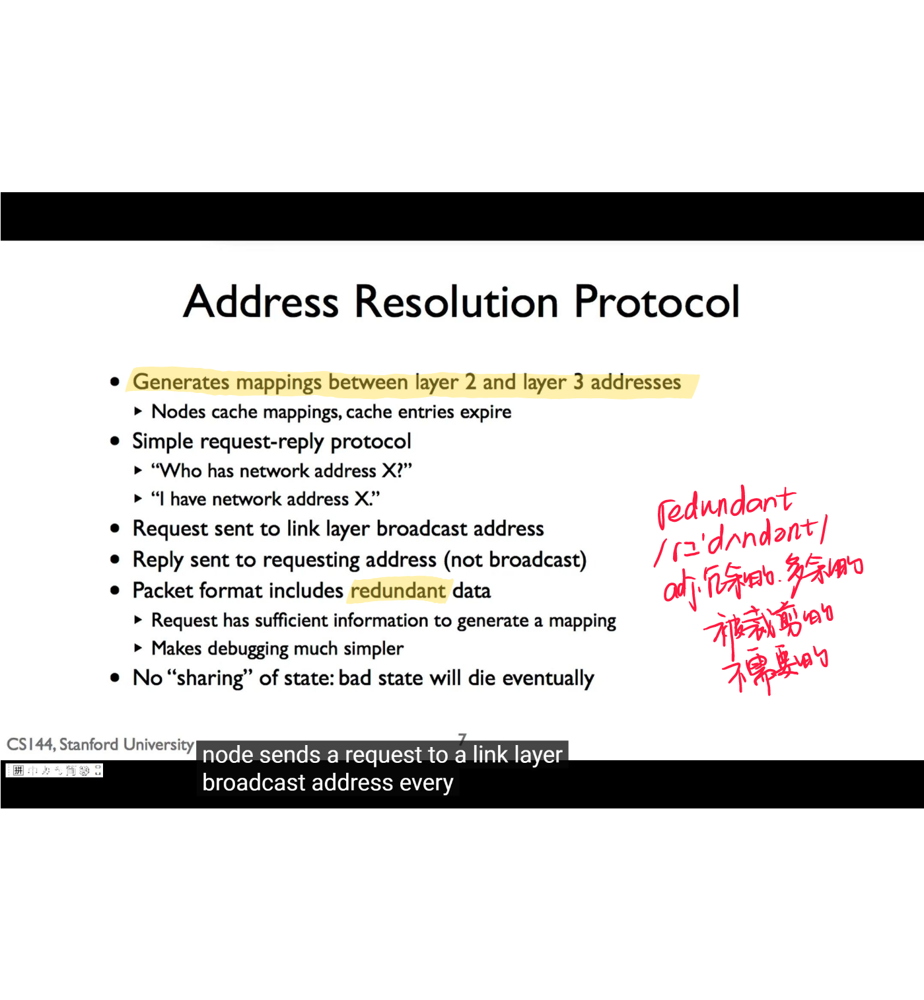 Address Resolution Protocol
• Generates mappings between layer 2 and layer 3 addresses
▸ Nodes cache mappings, cache entries expire
• Simple request-reply protocol
▸ “Who has network address X?”
▸ “I have network address X.”
• Request sent to link layer broadcast address
• Reply sent to requesting address (not broadcast)
• Packet format includes redundant data
▸ Request has sufficient information to generate a mapping
▸ Makes debugging much simpler
• No “sharing” of state: bad state will die eventually
redundant
/rɪˈdʌndənt/
adj. 冗余的. 多余的
被裁剪的
不需要的
CS144, Stanford University
7
node sends a request to a link layer
broadcast address every
拼 中 简